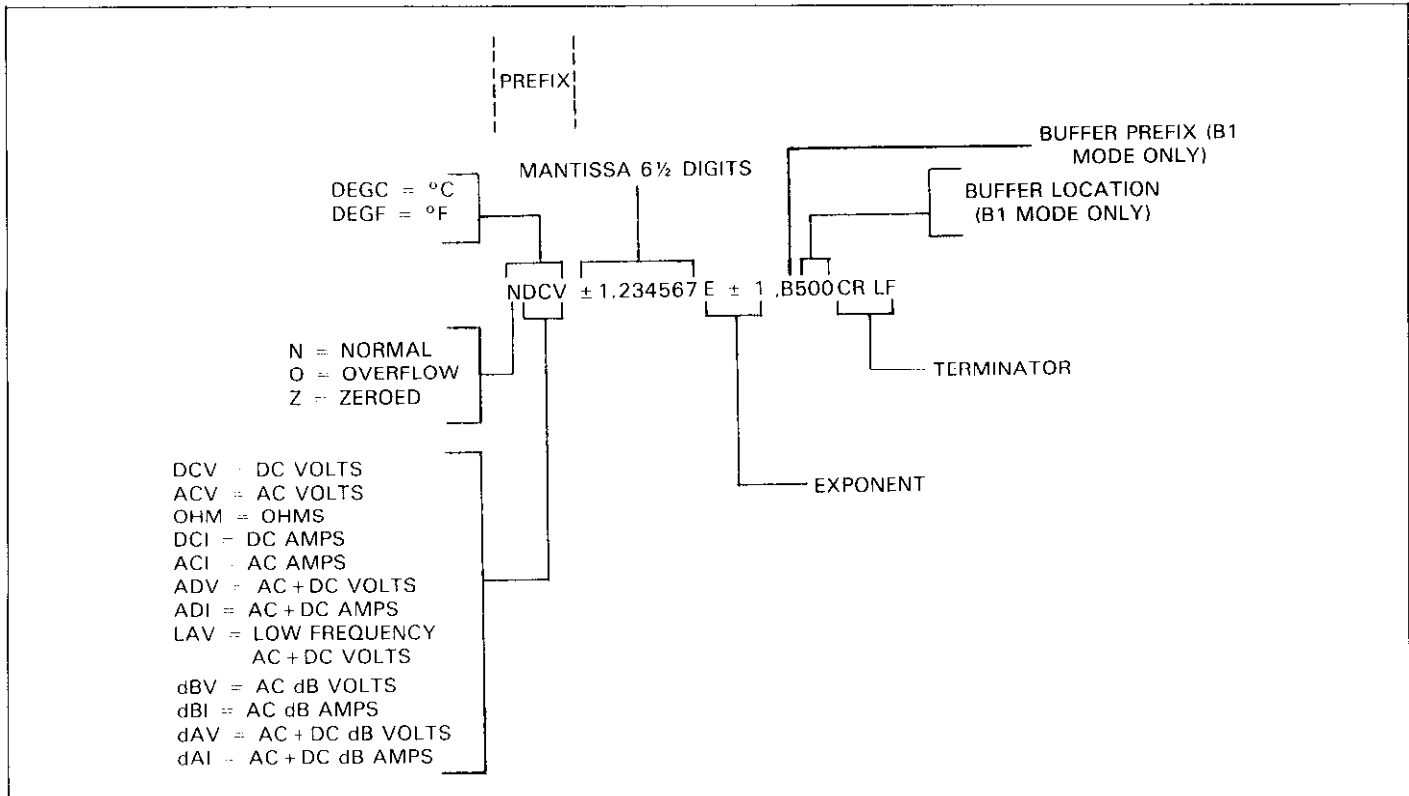 PREFIX
BUFFER PREFIX (B1
MODE ONLY)
MANTISSA 6½ DIGITS
BUFFER LOCATION
(B1 MODE ONLY)
DEGC = °C
DEGF = °F
NDCV ±1.234567E ± 1 ,B500CR LF
N = NORMAL
O = OVERFLOW
Z = ZEROED
TERMINATOR
EXPONENT
DCV = DC VOLTS
ACV = AC VOLTS
OHM = OHMS
DCI = DC AMPS
ACI = AC AMPS
ADV = AC + DC VOLTS
ADI = AC + DC AMPS
LAV = LOW FREQUENCY
AC + DC VOLTS
dBV = AC dB VOLTS
dBI = AC dB AMPS
dAV = AC + DC dB VOLTS
dAI = AC + DC dB AMPS